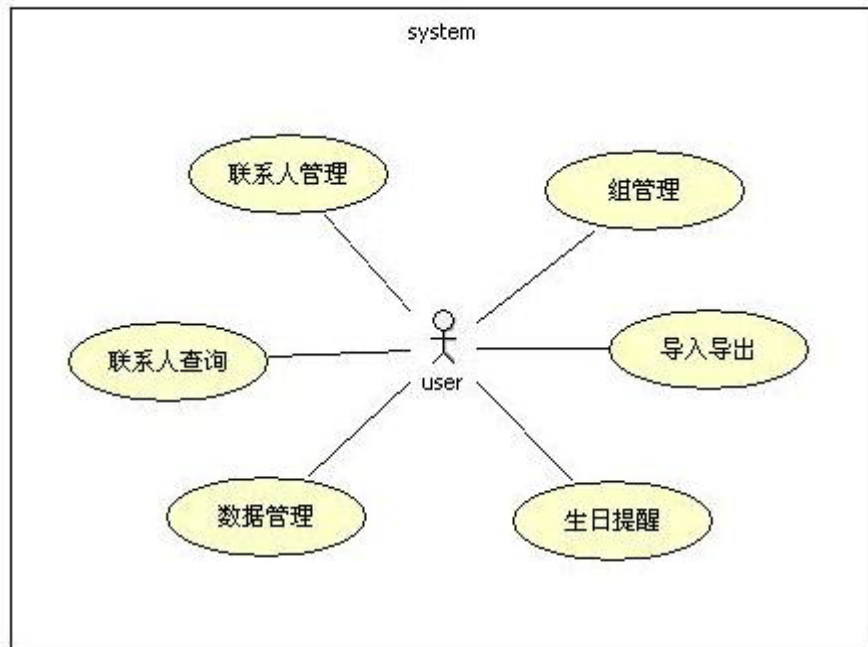 system
联系人管理
组管理
联系人查询
导入导出
user
数据管理
生日提醒